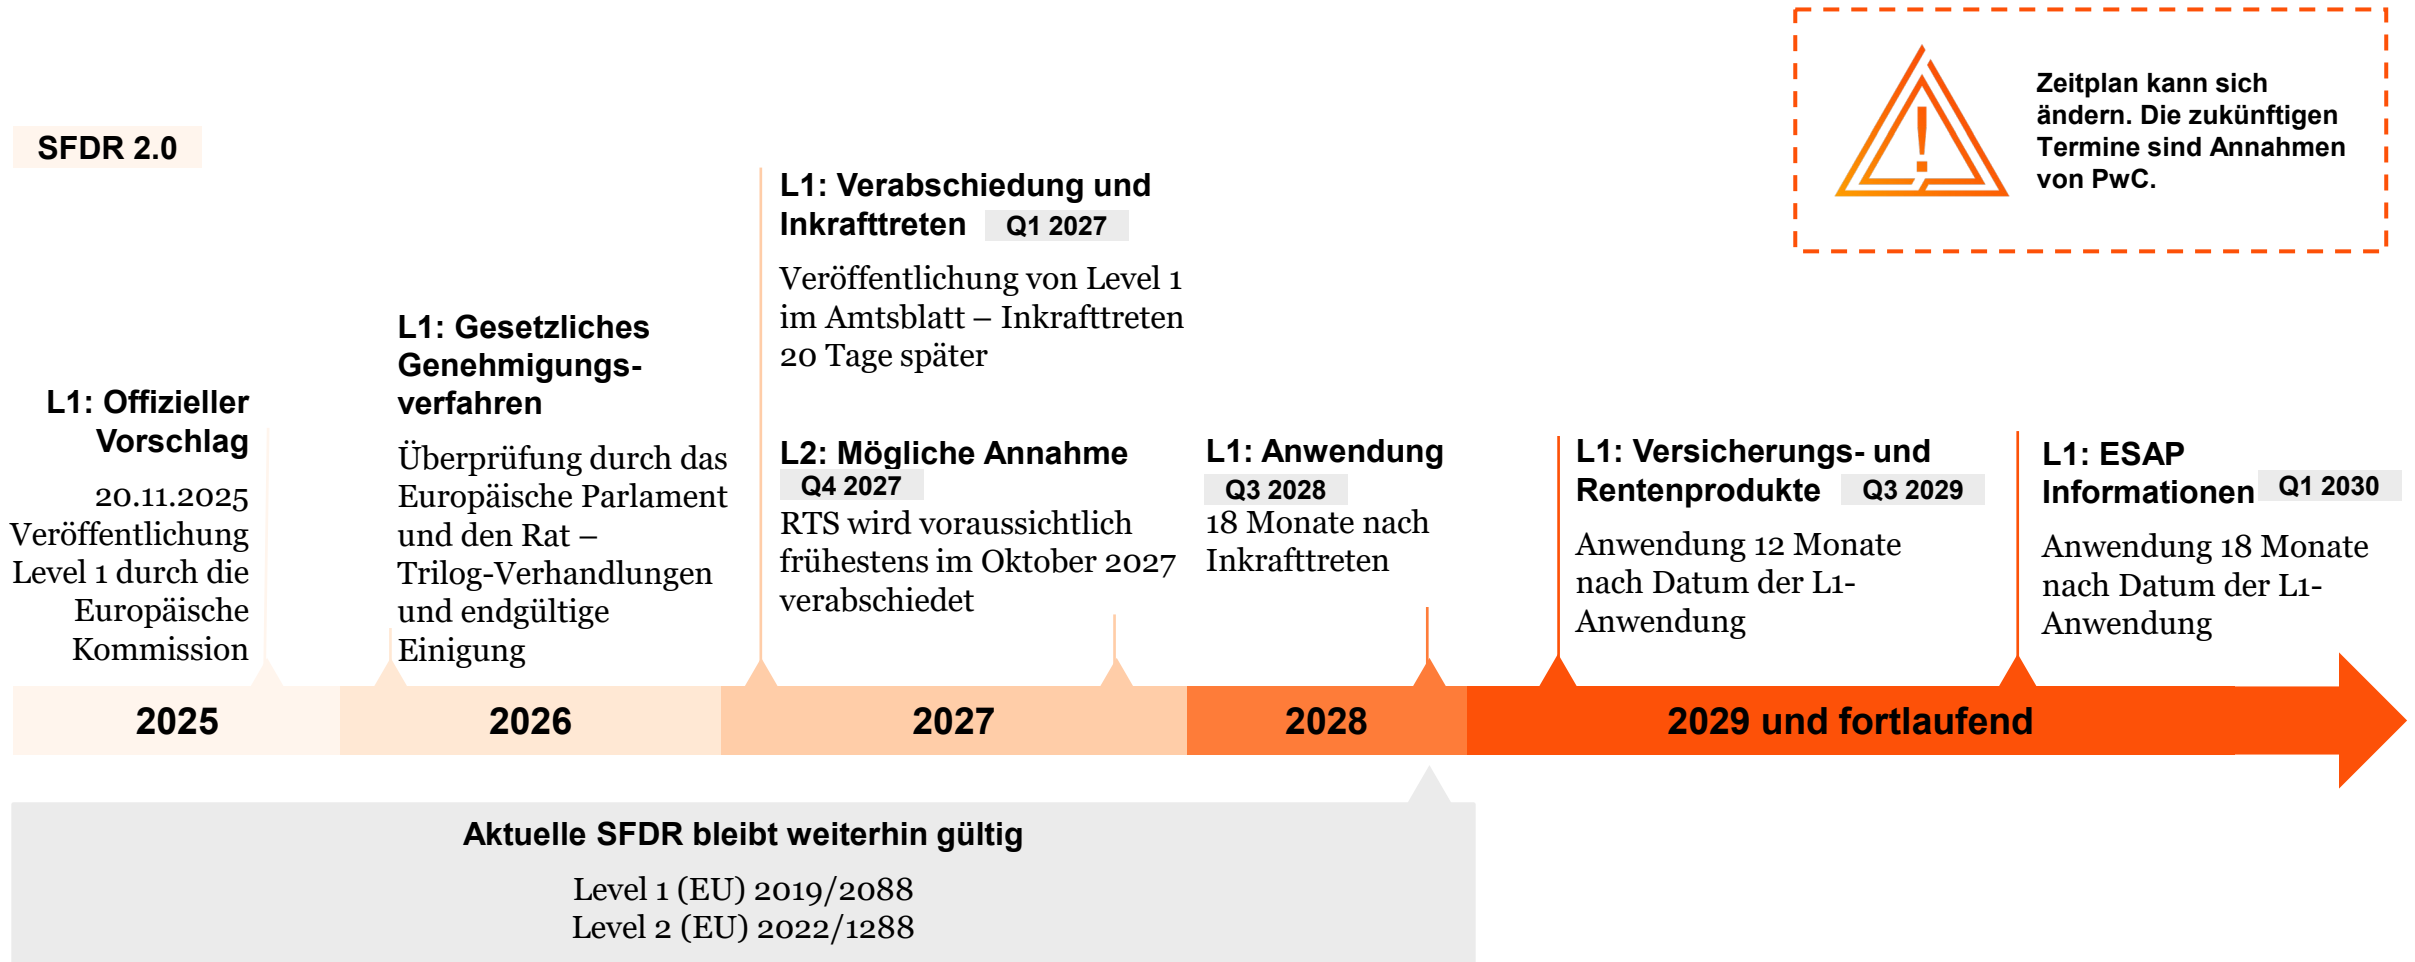 SFDR 2.0
Zeitplan kann sich
ändern. Die zukünftigen
Termine sind Annahmen
von PwC.
L1: Offizieller
Vorschlag
20.11.2025
Veröffentlichung
Level 1 durch die
Europäische
Kommission
L1: Gesetzliches
Genehmigungs-
verfahren
Überprüfung durch das
Europäische Parlament
und den Rat –
Trilog-Verhandlungen
und endgültige
Einigung
L1: Verabschiedung und
Inkrafttreten Q1 2027
Veröffentlichung von Level 1
im Amtsblatt – Inkrafttreten
20 Tage später
L2: Mögliche Annahme
Q4 2027
RTS wird voraussichtlich
frühestens im Oktober 2027
verabschiedet
L1: Anwendung
Q3 2028
18 Monate nach
Inkrafttreten
L1: Versicherungs- und
Rentenprodukte Q3 2029
Anwendung 12 Monate
nach Datum der L1-
Anwendung
L1: ESAP
Informationen Q1 2030
Anwendung 18 Monate
nach Datum der L1-
Anwendung
2025
2026
2027
2028
2029 und fortlaufend
Aktuelle SFDR bleibt weiterhin gültig
Level 1 (EU) 2019/2088
Level 2 (EU) 2022/1288